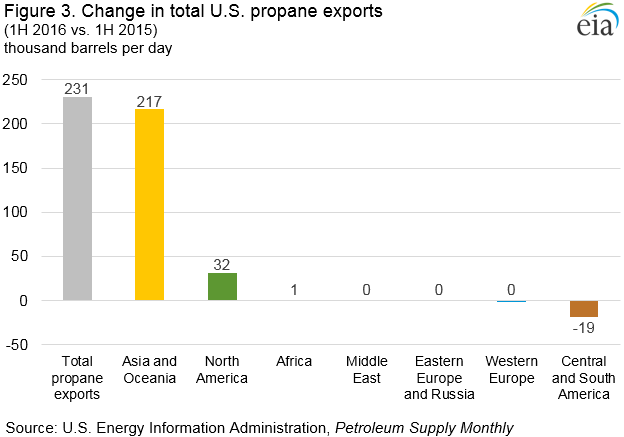 Figure 3. Change in total U.S. propane exports
(1H 2016 vs. 1H 2015)
thousand barrels per day
eia
250
200
150
100
50
0
-50
231
217
32
1
0
0
0
-19
Total
propane
exports
Asia and
Oceania
North
America
Africa
Middle
East
Eastern
Europe
and Russia
Western
Europe
Central
and South
America
Source: U.S. Energy Information Administration, Petroleum Supply Monthly